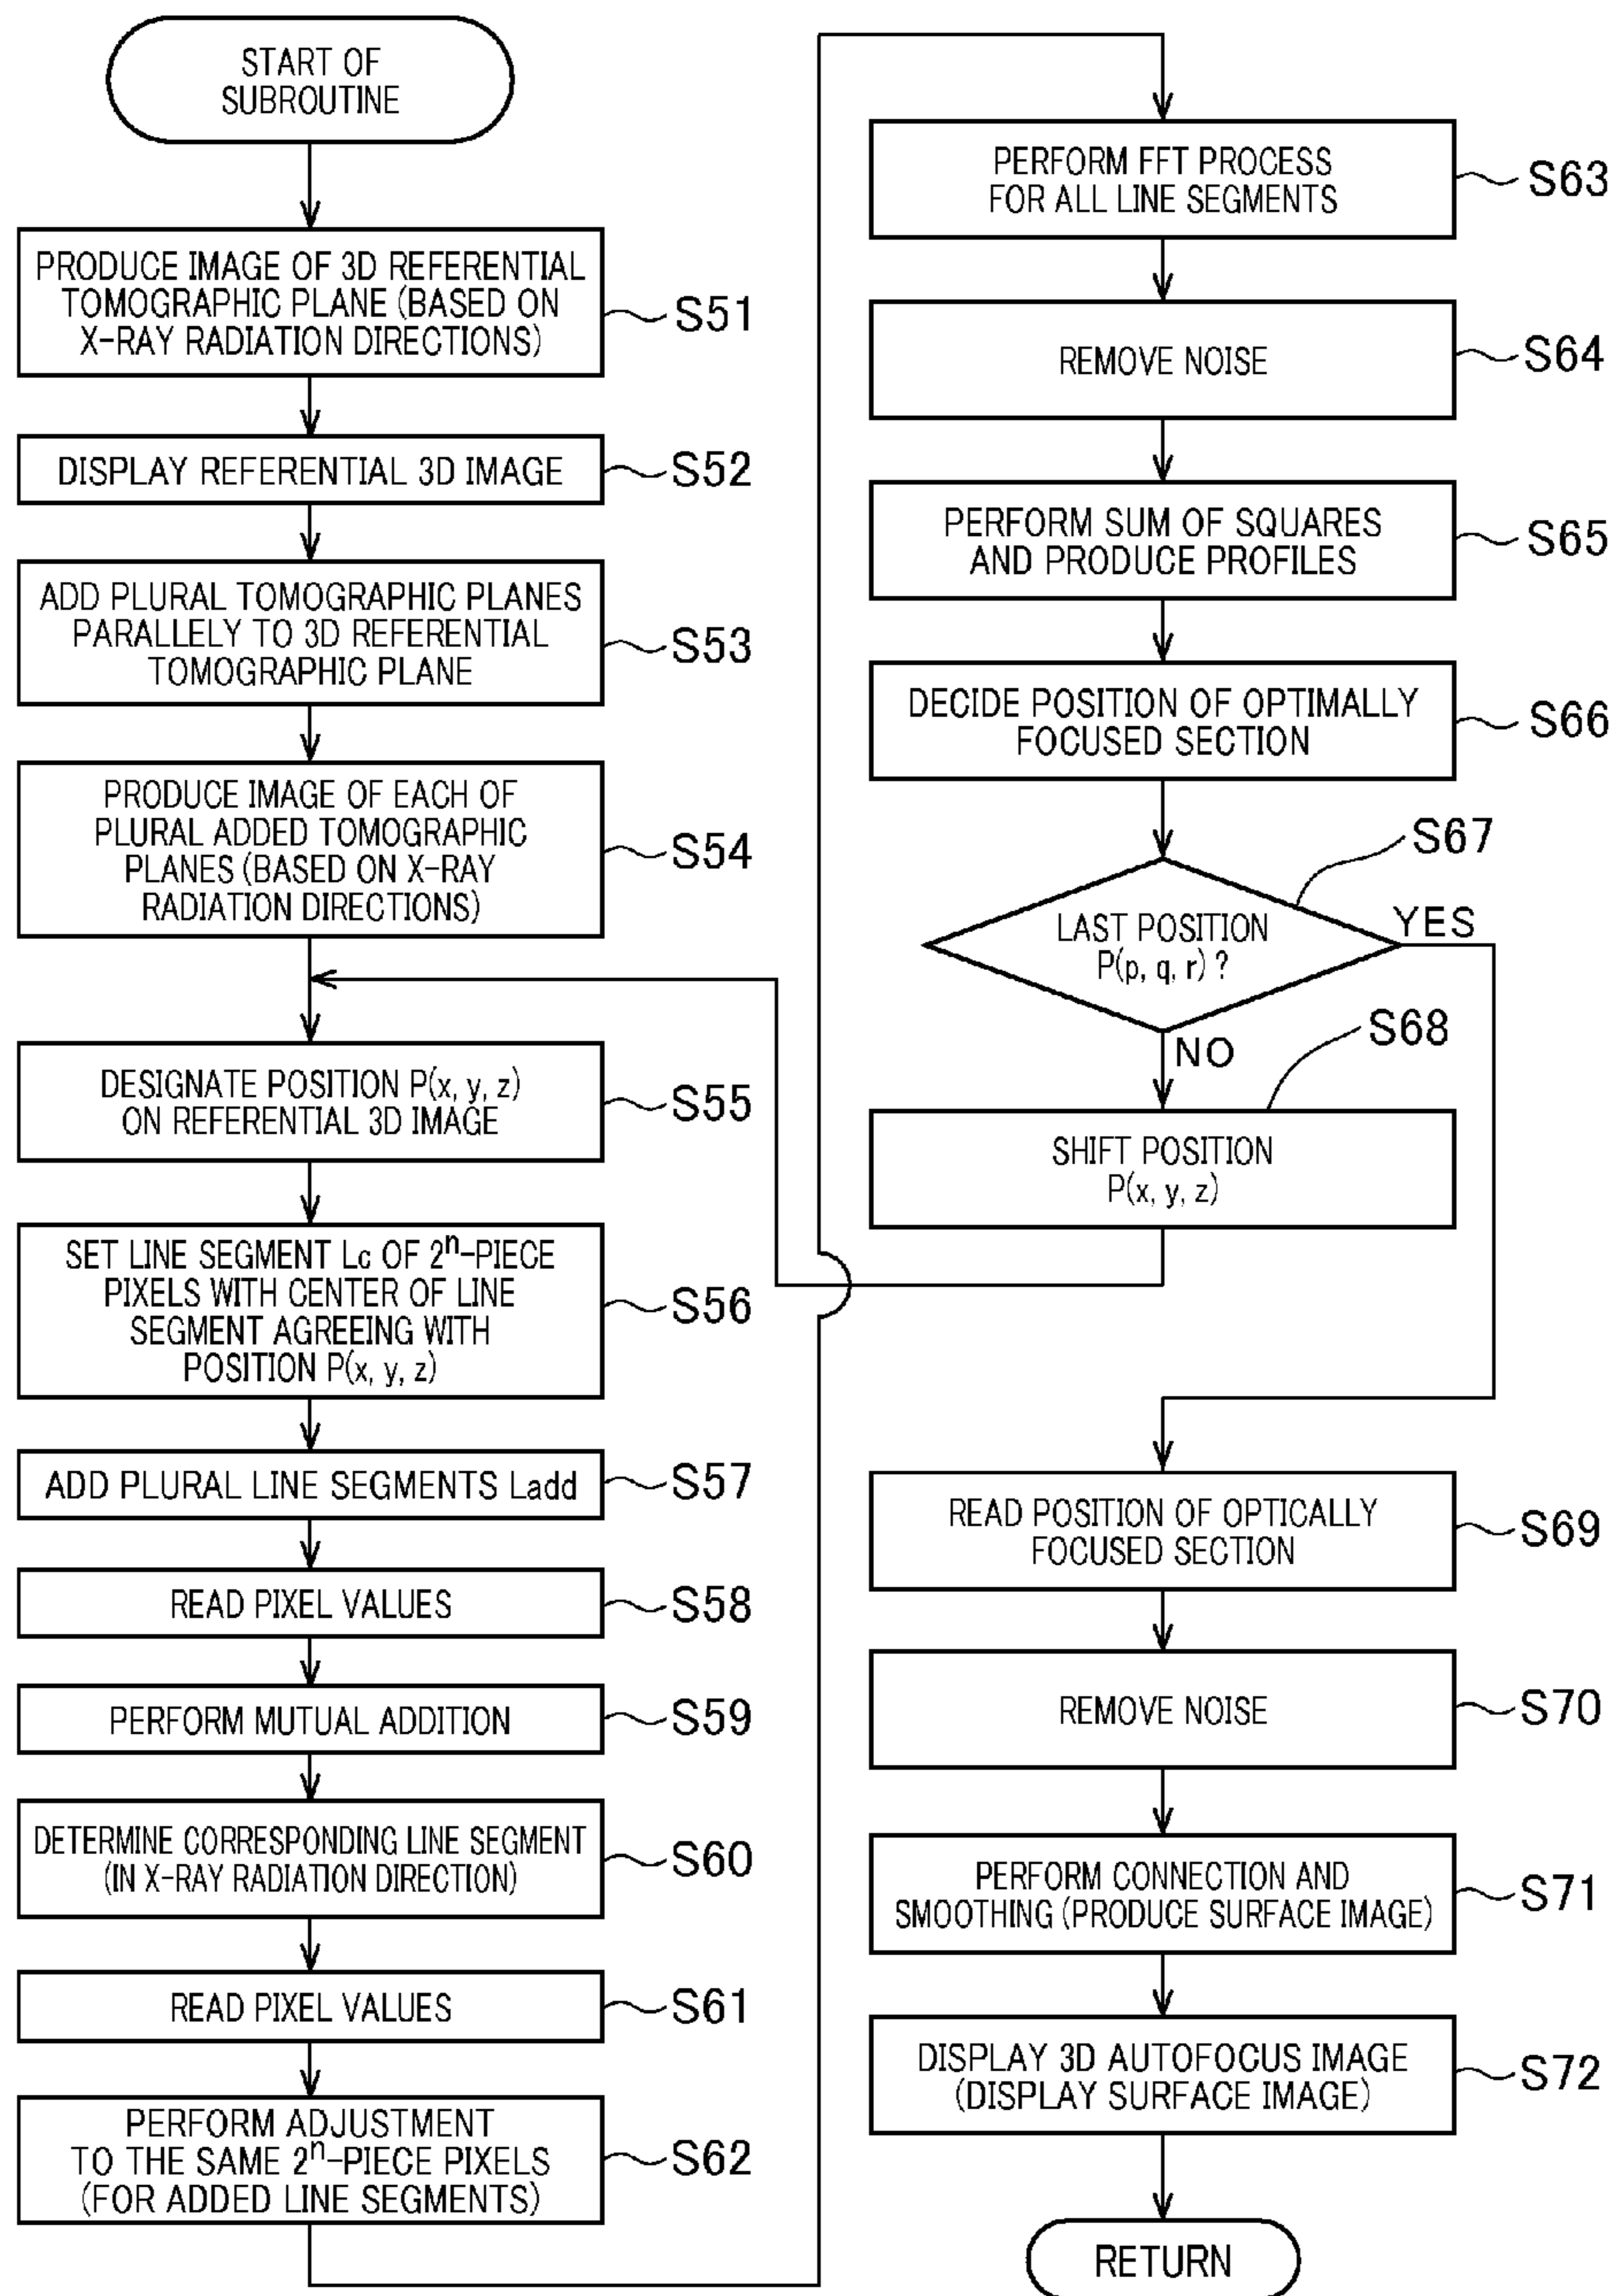 START OF
SUBROUTINE
PRODUCE IMAGE OF 3D REFERENTIAL
TOMOGRAPHIC PLANE (BASED ON
X-RAY RADIATION DIRECTIONS)
S51
DISPLAY REFERENTIAL 3D IMAGE
S52
ADD PLURAL TOMOGRAPHIC PLANES
PARALLELY TO 3D REFERENTIAL
TOMOGRAPHIC PLANE
S53
PRODUCE IMAGE OF EACH OF
PLURAL ADDED TOMOGRAPHIC
PLANES (BASED ON X-RAY
RADIATION DIRECTIONS)
S54
DESIGNATE POSITION P(x, y, z)
ON REFERENTIAL 3D IMAGE
S55
SET LINE SEGMENT Lc OF 2ⁿ-PIECE
PIXELS WITH CENTER OF LINE
SEGMENT AGREEING WITH
POSITION P(x, y, z)
S56
ADD PLURAL LINE SEGMENTS Ladd
S57
READ PIXEL VALUES
S58
PERFORM MUTUAL ADDITION
S59
DETERMINE CORRESPONDING LINE SEGMENT
(IN X-RAY RADIATION DIRECTION)
S60
READ PIXEL VALUES
S61
PERFORM ADJUSTMENT
TO THE SAME 2ⁿ-PIECE PIXELS
(FOR ADDED LINE SEGMENTS)
S62
PERFORM FFT PROCESS
FOR ALL LINE SEGMENTS
S63
REMOVE NOISE
S64
PERFORM SUM OF SQUARES
AND PRODUCE PROFILES
S65
DECIDE POSITION OF OPTIMALLY
FOCUSED SECTION
S66
LAST POSITION
P(p, q, r) ?
S67
YES
NO
SHIFT POSITION
P(x, y, z)
S68
READ POSITION OF OPTICALLY
FOCUSED SECTION
S69
REMOVE NOISE
S70
PERFORM CONNECTION AND
SMOOTHING (PRODUCE SURFACE IMAGE)
S71
DISPLAY 3D AUTOFOCUS IMAGE
(DISPLAY SURFACE IMAGE)
S72
RETURN